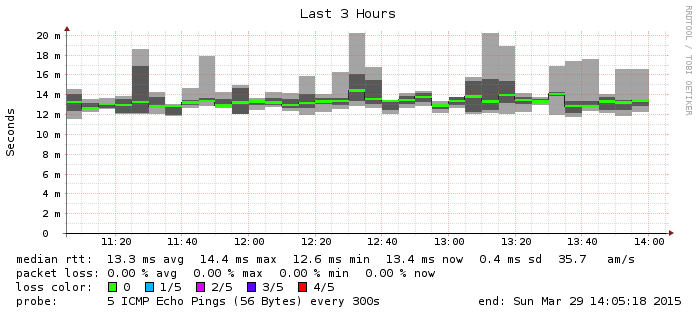 Last 3 Hours
RRDTOOL / TOBI OETIKER
Seconds
20 m
18 m
16 m
14 m
12 m
10 m
8 m
6 m
4 m
2 m
0
11:20 11:40 12:00 12:20 12:40 13:00 13:20 13:40 14:00
median rtt: 13.3 ms avg 14.4 ms max 12.6 ms min 13.4 ms now 0.4 ms sd 35.7 am/s
packet loss: 0.00 % avg 0.00 % max 0.00 % min 0.00 % now
loss color: 0 1/5 2/5 3/5 4/5
probe: 5 ICMP Echo Pings (56 Bytes) every 300s end: Sun Mar 29 14:05:18 2015